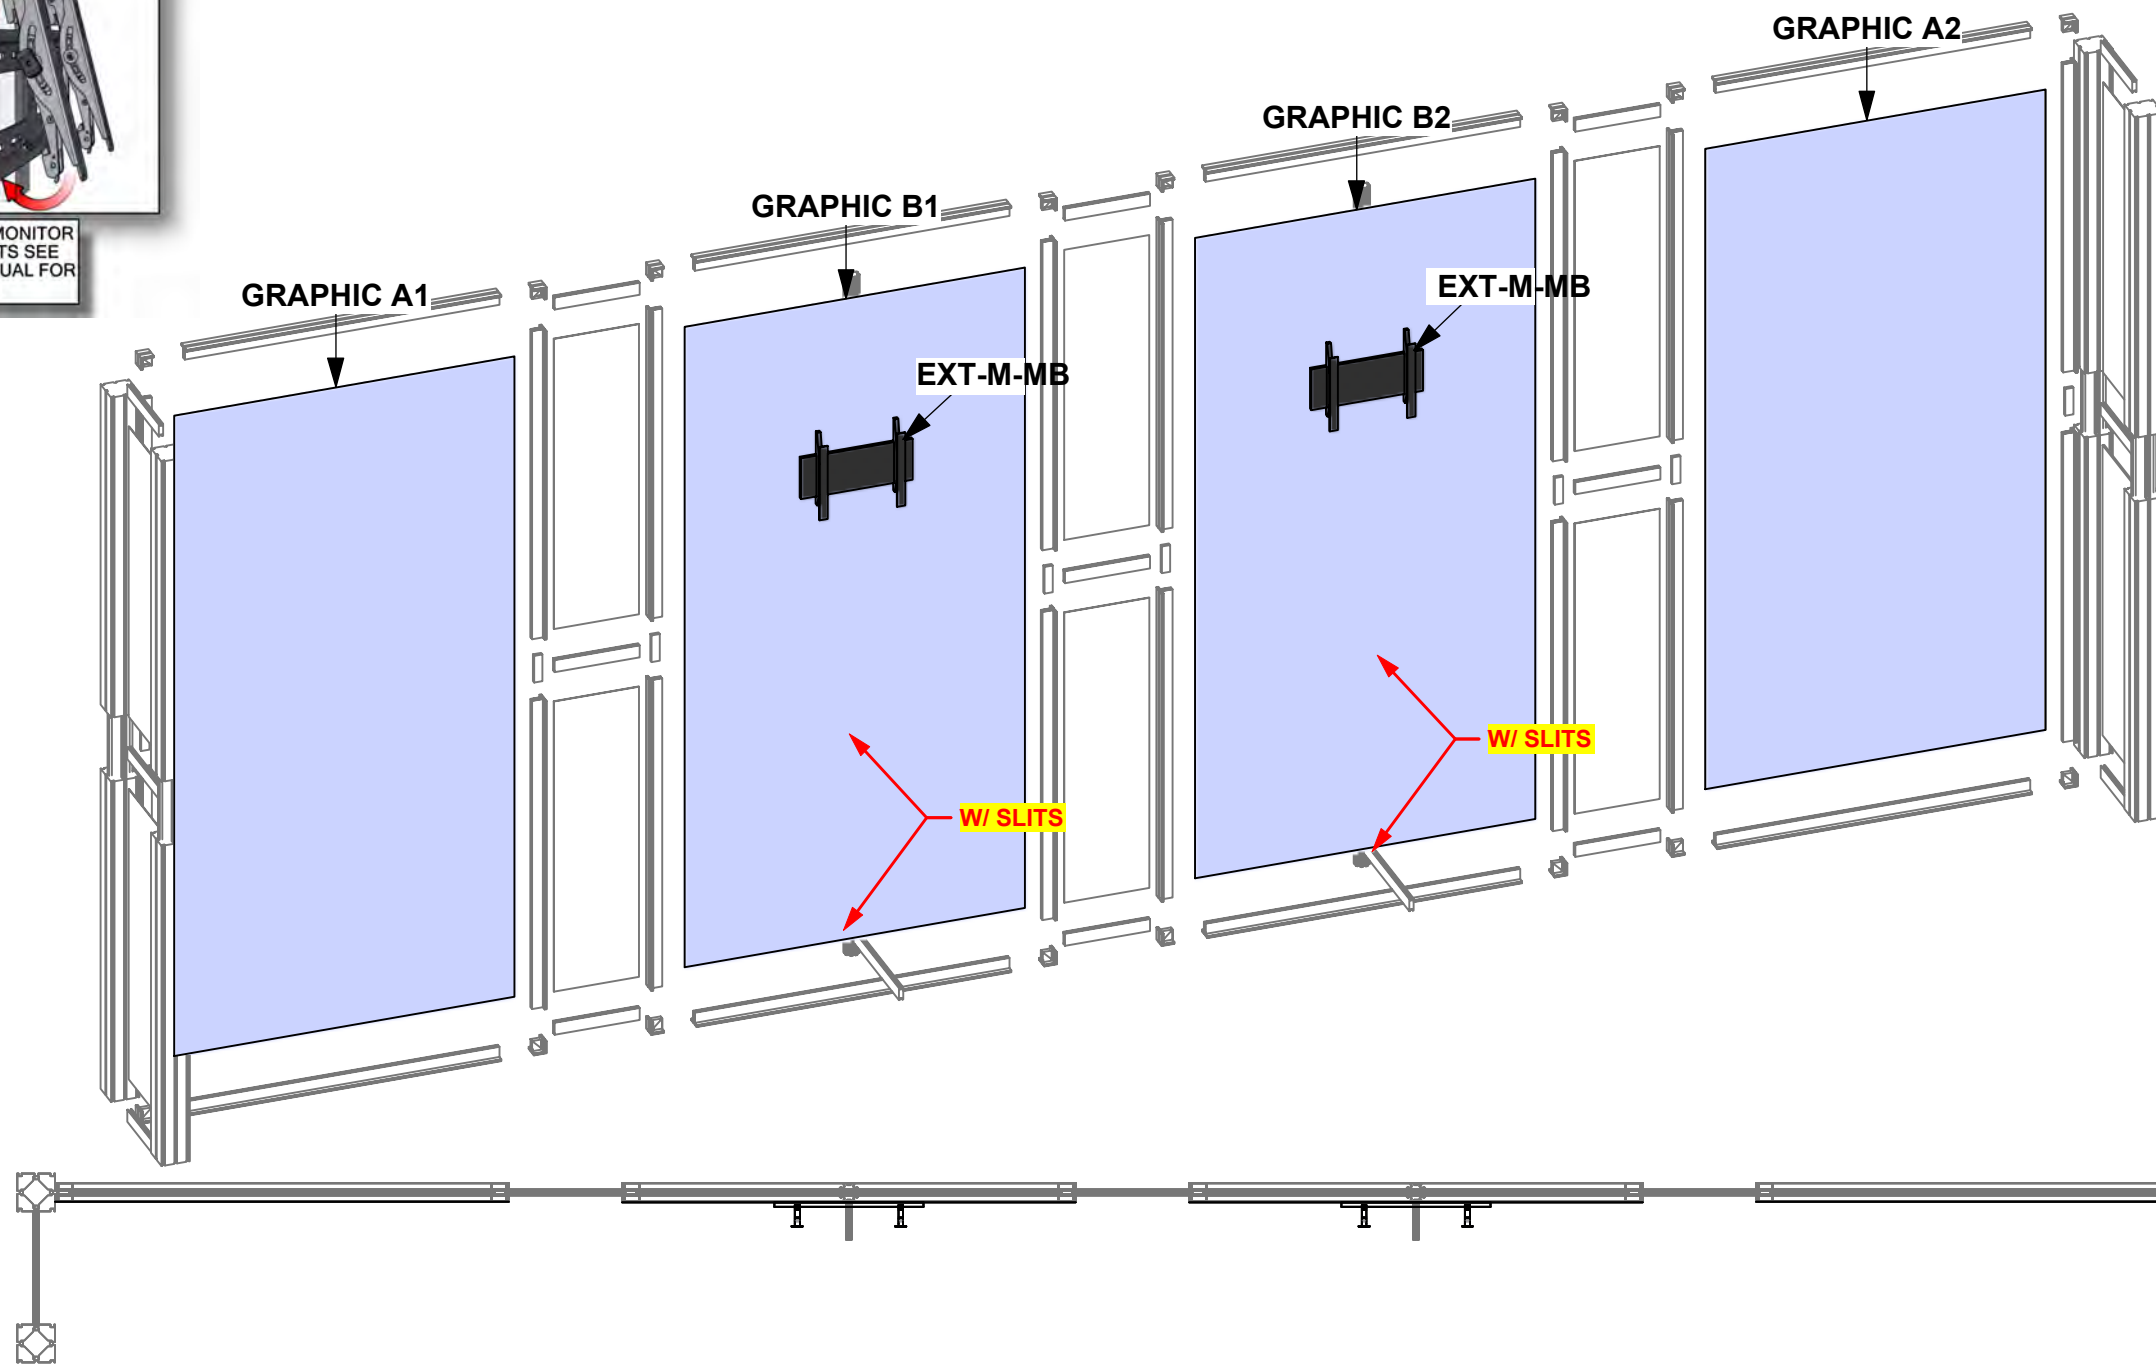 GRAPHIC A2
GRAPHIC B2
GRAPHIC B1
MONITOR
TS SEE
UAL FOR
GRAPHIC A1
EXT-M-MB
EXT-M-MB
W/ SLITS
W/ SLITS